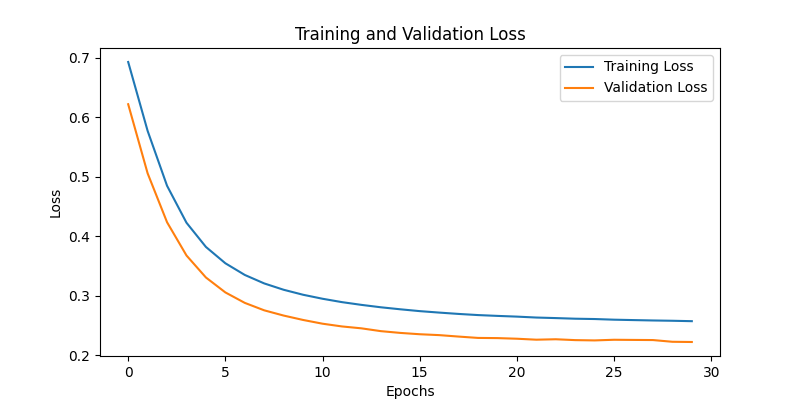 Training and Validation Loss
Training Loss
Validation Loss
0.7
0.6
0.5
0.4
0.3
0.2
Loss
0 5 10 15 20 25 30
Epochs